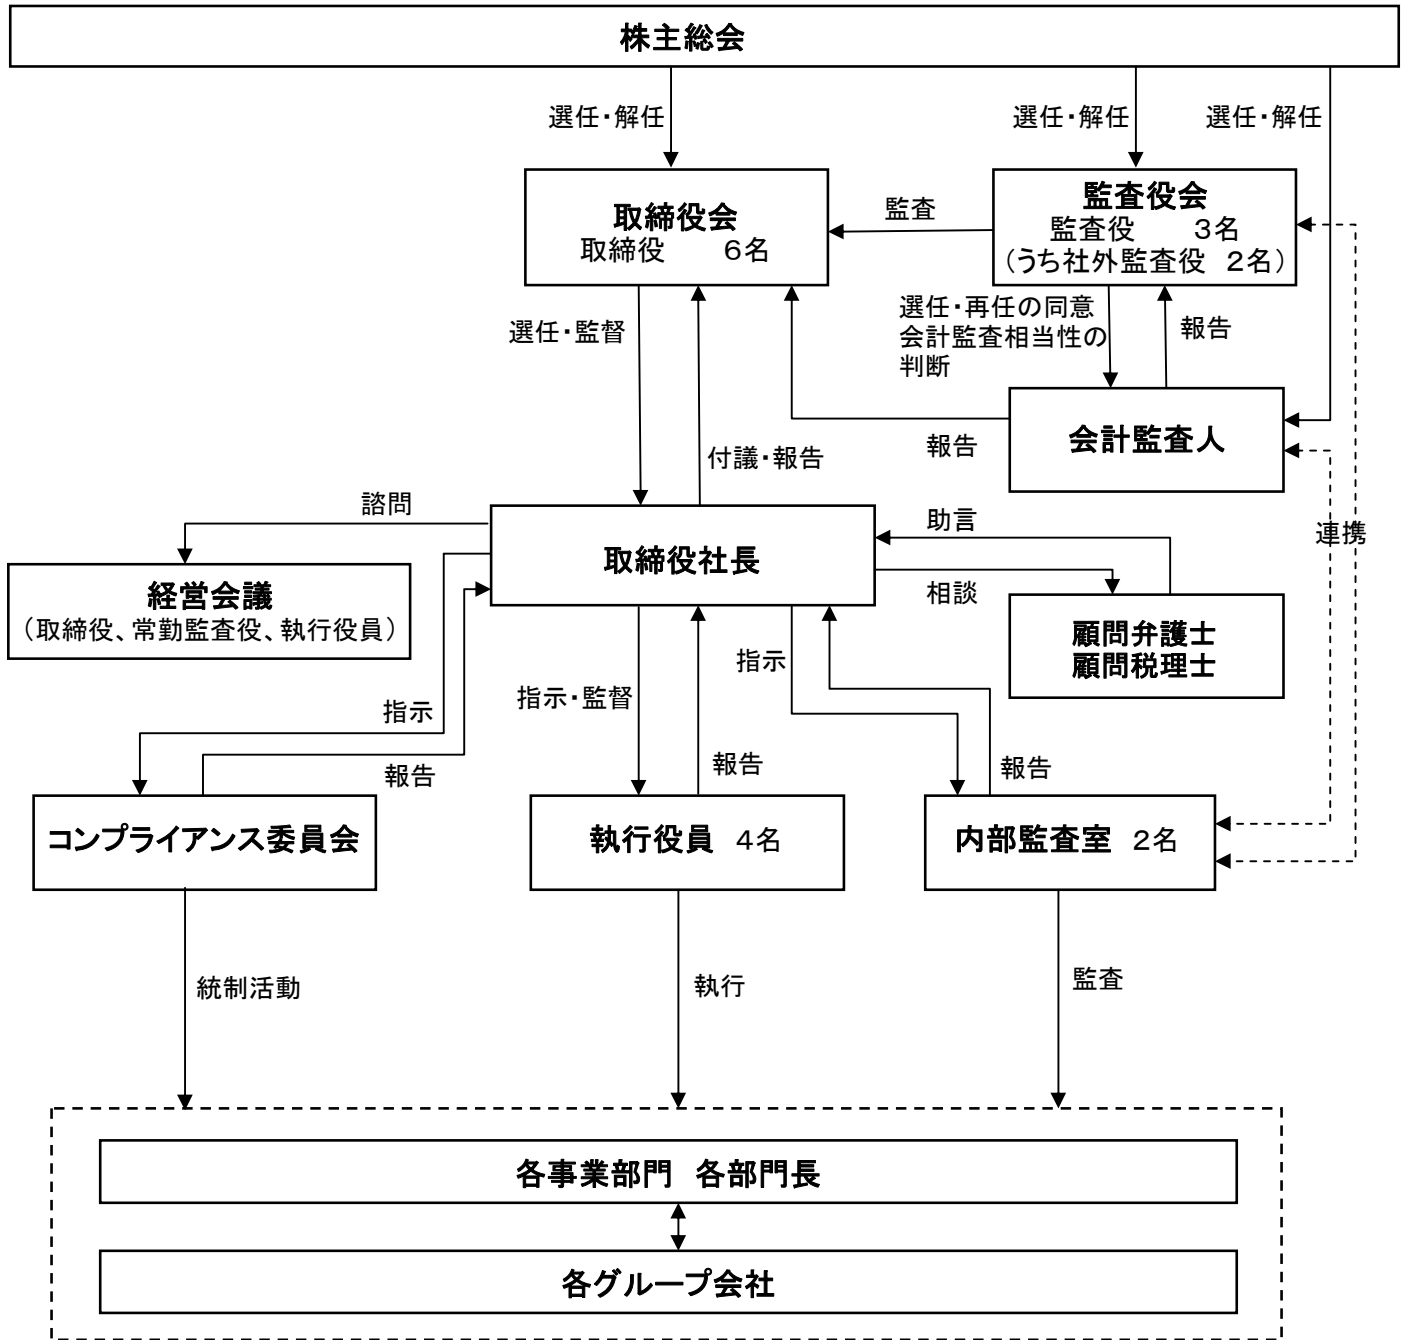 株主総会
選任・解任
選任・解任
選任・解任
取締役会
取締役　　６名
監査
監査役会
監査役　　３名
（うち社外監査役　２名）
選任・監督
付議・報告
選任・再任の同意
会計監査相当性の
判断
報告
報告
会計監査人
諮問
取締役社長
助言
相談
連携
経営会議
（取締役、常勤監査役、執行役員）
顧問弁護士
顧問税理士
指示
報告
指示・監督
報告
指示
報告
コンプライアンス委員会
執行役員　４名
内部監査室　２名
統制活動
執行
監査
各事業部門　各部門長
各グループ会社